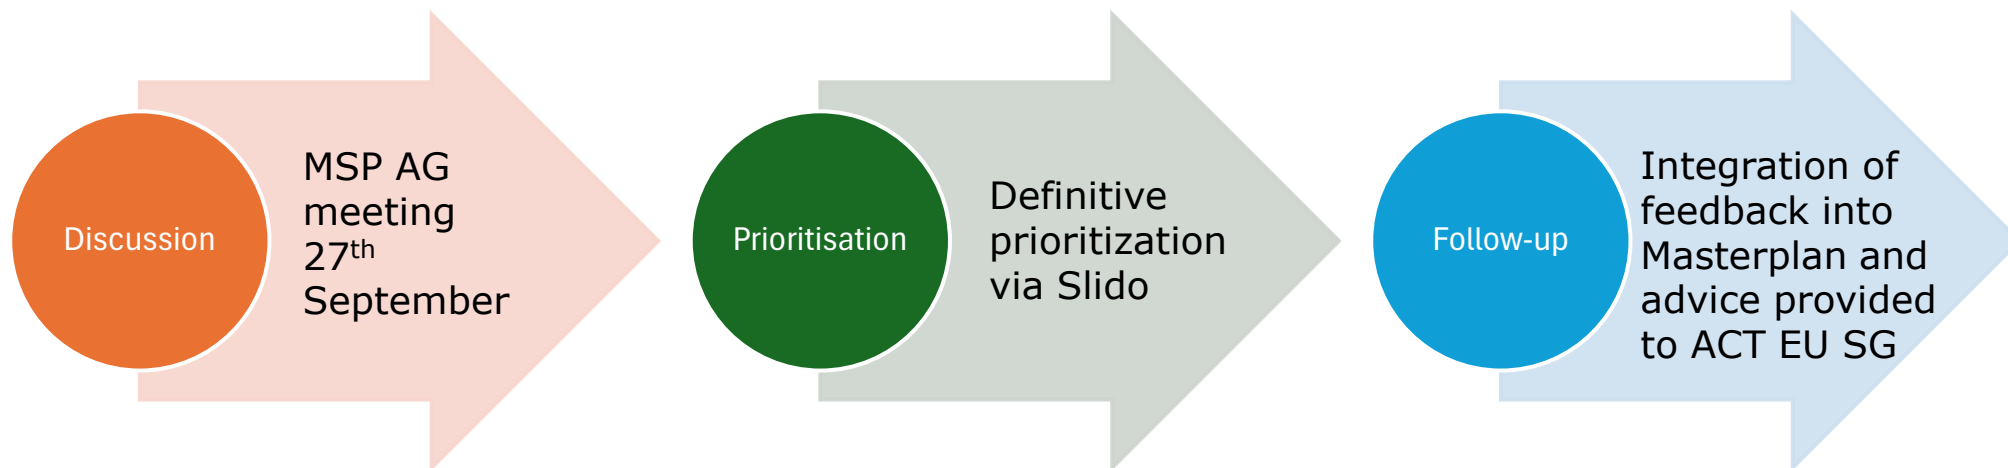 Discussion
MSP AG
meeting
27th
September
Prioritisation
Definitive
prioritization
via Slido
Follow-up
Integration of
feedback into
Masterplan and
advice provided
to ACT EU SG